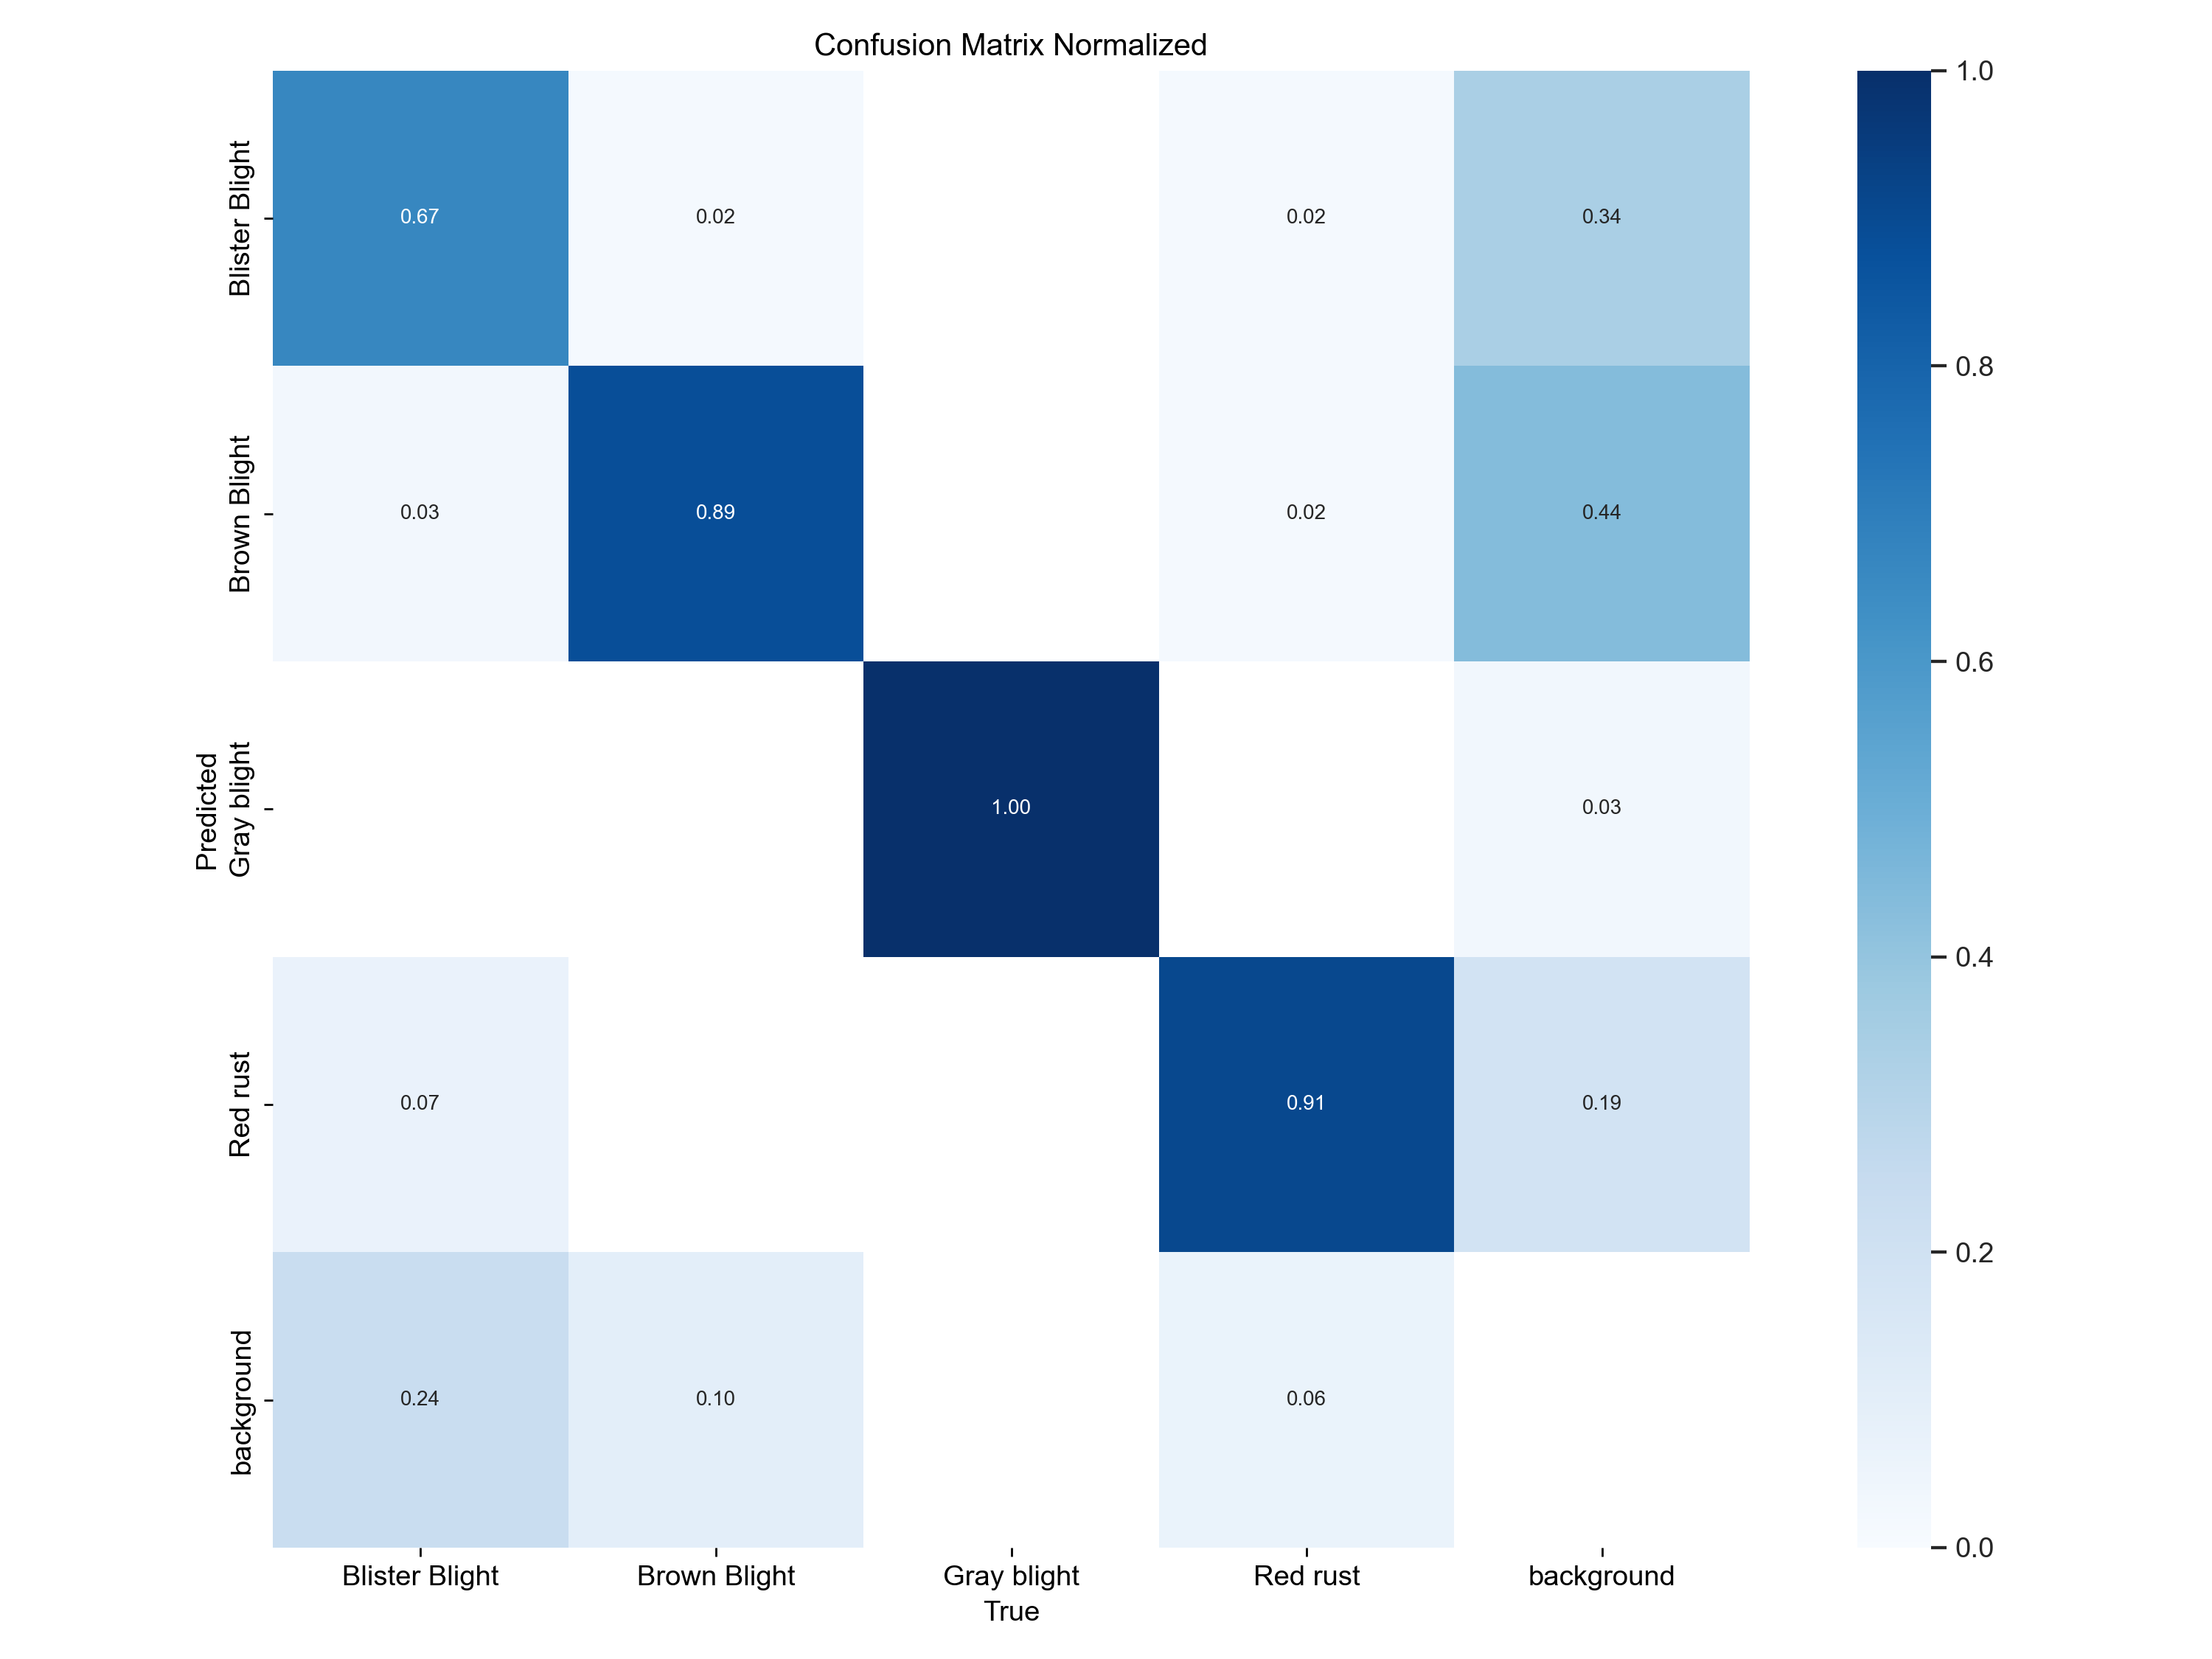 Confusion Matrix Normalized
Blister Blight
0.67
0.02
0.02
0.34
Brown Blight
0.03
0.89
0.02
0.44
Predicted
Gray blight
1.00
0.03
Red rust
0.07
0.91
0.19
background
0.24
0.10
0.06
Blister Blight
Brown Blight
Gray blight
Red rust
background
True
1.0
0.8
0.6
0.4
0.2
0.0